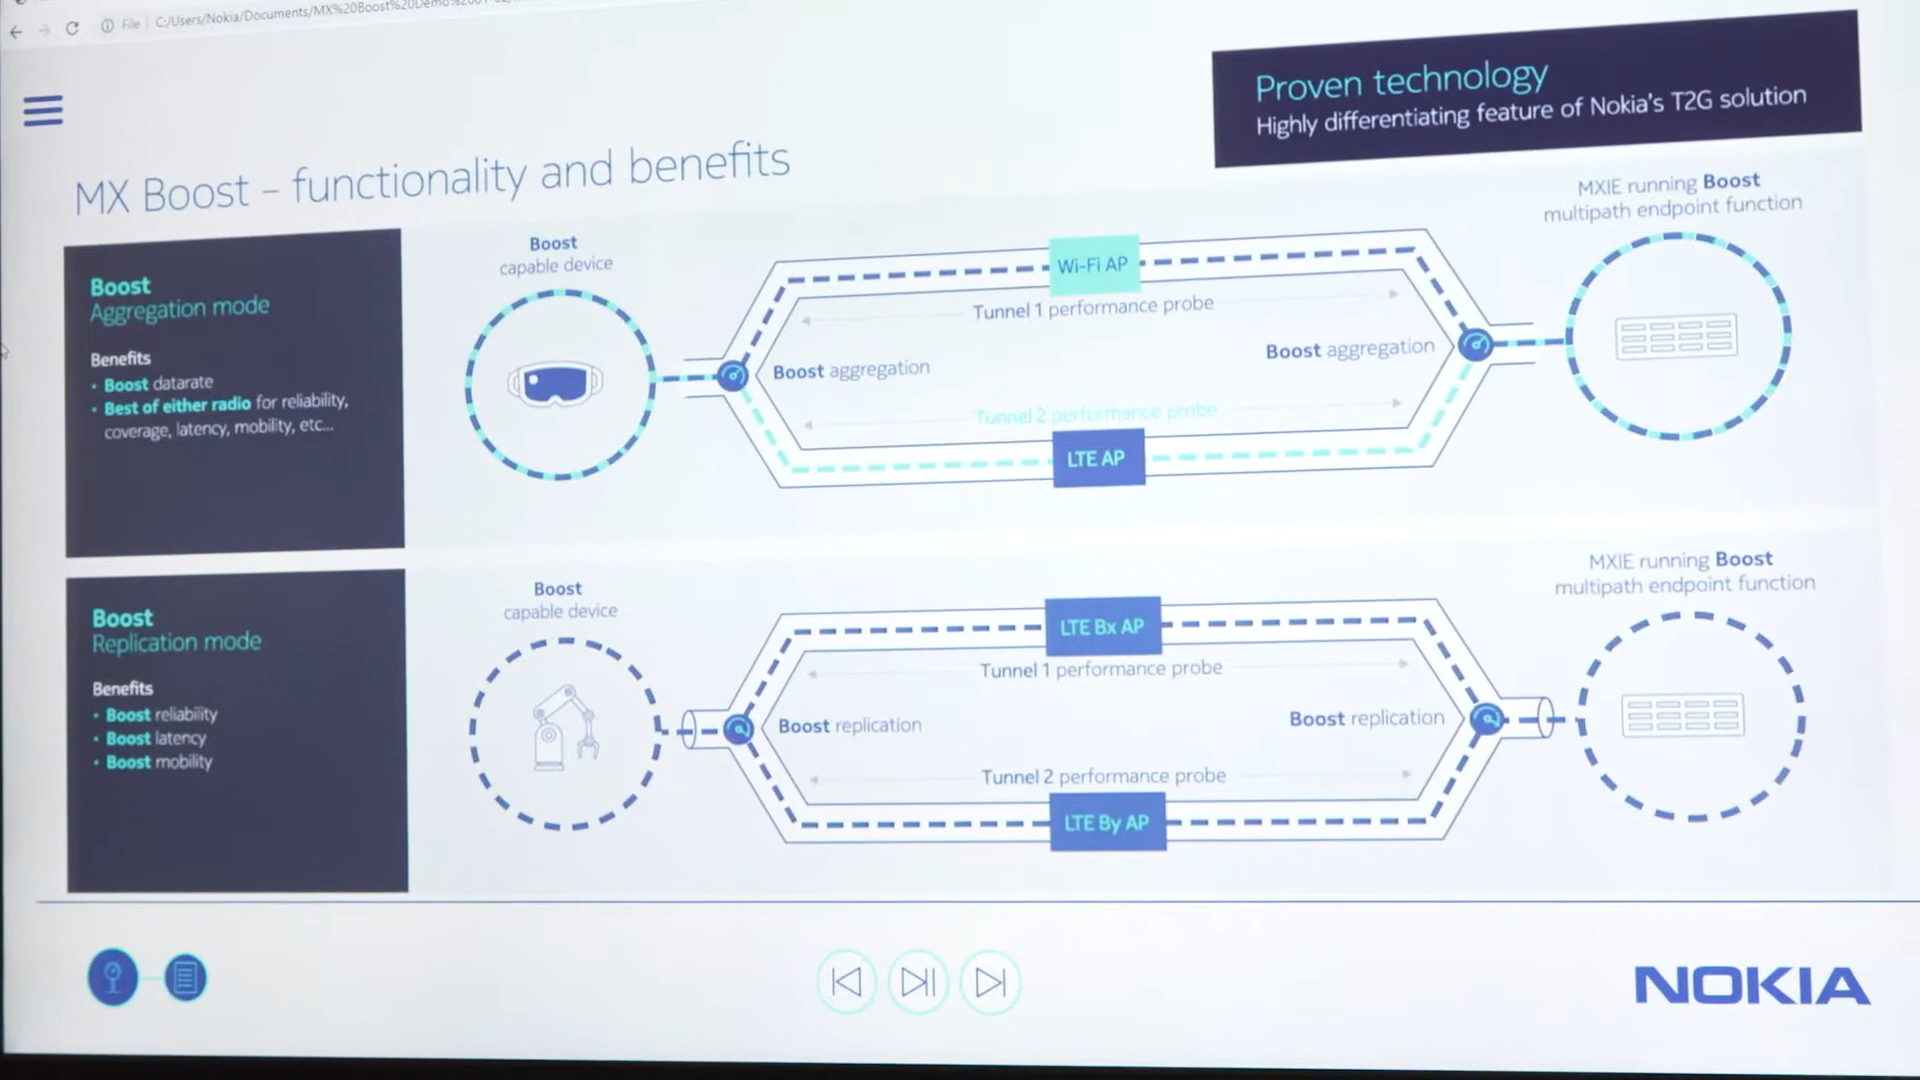 File
C:/Users/Nokia/Documents/MX%20Boost%20Demo%20
Proven technology
Highly differentiating feature of Nokia's T2G solution
MX Boost – functionality and benefits
Boost
Aggregation mode
Benefits
• Boost datarate
• Best of either radio for reliability,
coverage, latency, mobility, etc...
Boost
capable device
Wi-Fi AP
Tunnel 1 performance probe
Boost aggregation
Boost aggregation
Tunnel 2 performance probe
LTE AP
MXIE running Boost
multipath endpoint function
Boost
Replication mode
Benefits
• Boost reliability
• Boost latency
• Boost mobility
Boost
capable device
LTE Bx AP
Tunnel 1 performance probe
Boost replication
Boost replication
Tunnel 2 performance probe
LTE By AP
MXIE running Boost
multipath endpoint function
NOKIA